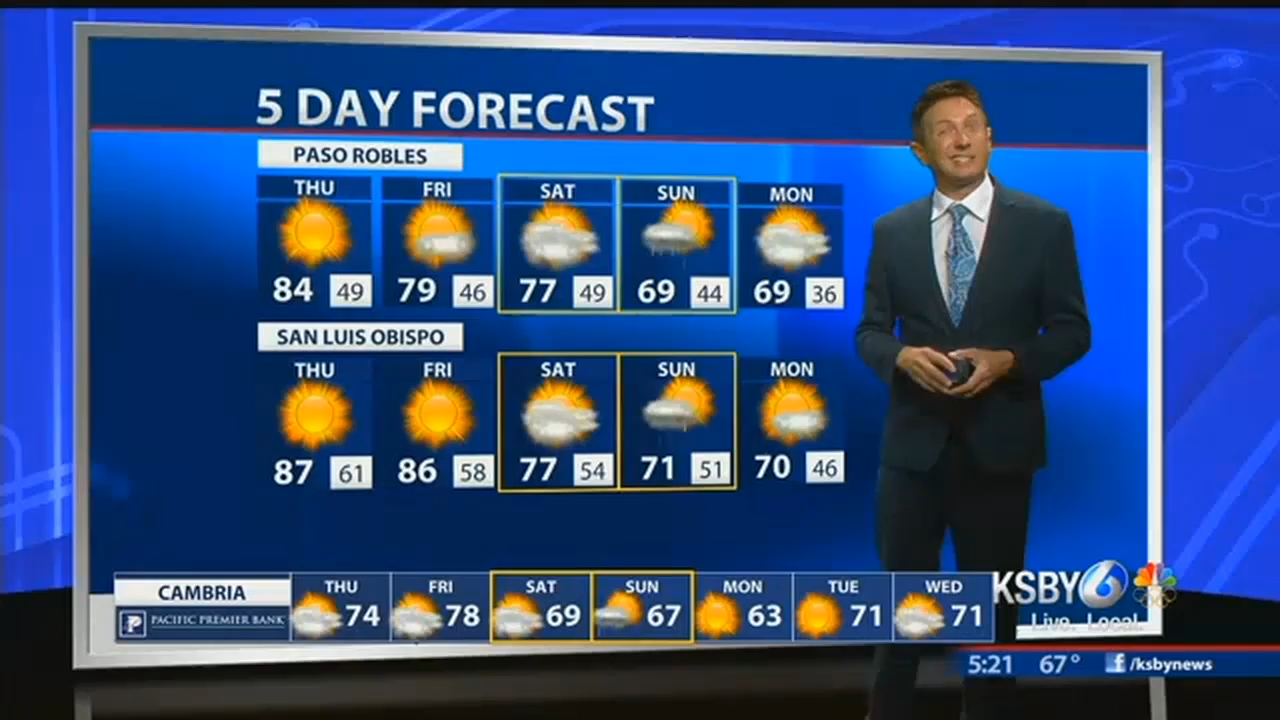 5 DAY FORECAST
PASO ROBLES
THU FRI SAT SUN MON
84 49 79 46 77 49 69 44 69 36
SAN LUIS OBISPO
THU FRI SAT SUN MON
87 61 86 58 77 54 71 51 70 46
CAMBRIA
P PACIFIC PREMIER BANK
THU FRI SAT SUN MON TUE WED
74 78 69 67 63 71 71
KSBY 6
Live. Local.
5:21 67° f /ksbynews